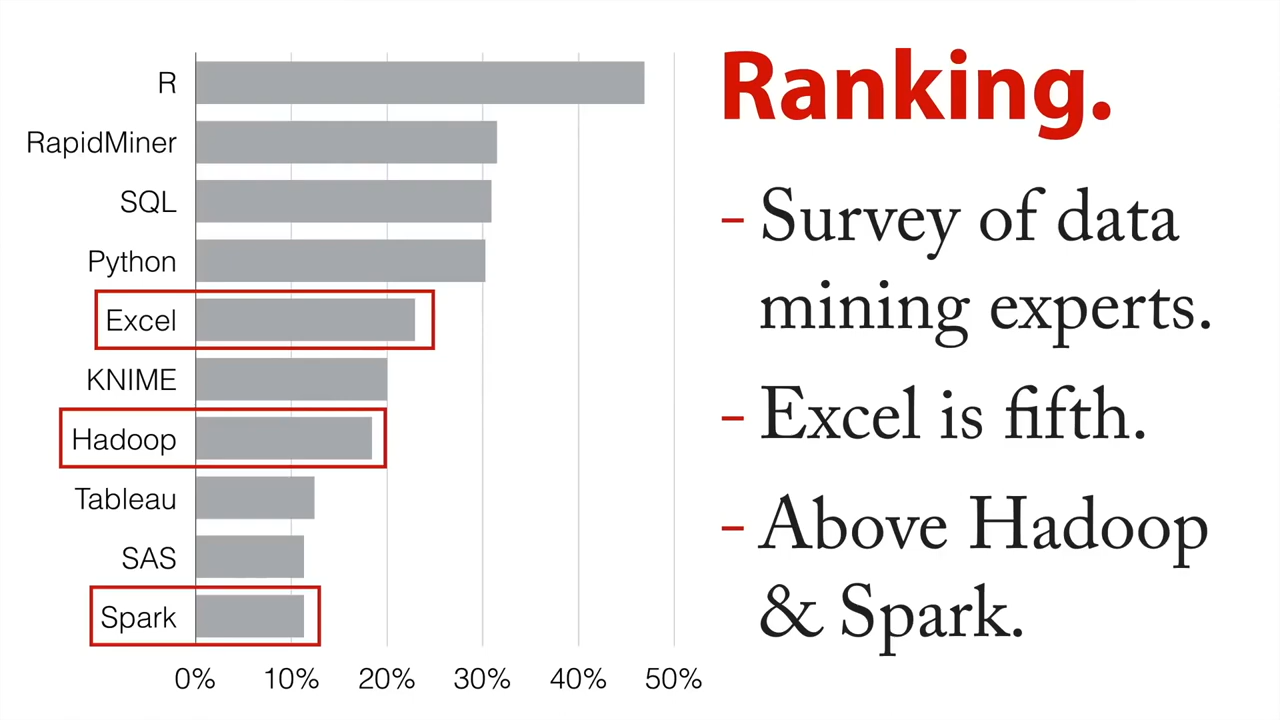 R
RapidMiner
SQL
Python
Excel
KNIME
Hadoop
Tableau
SAS
Spark
0% 10% 20% 30% 40% 50%
Ranking.
- Survey of data
mining experts.
- Excel is fifth.
- Above Hadoop
& Spark.